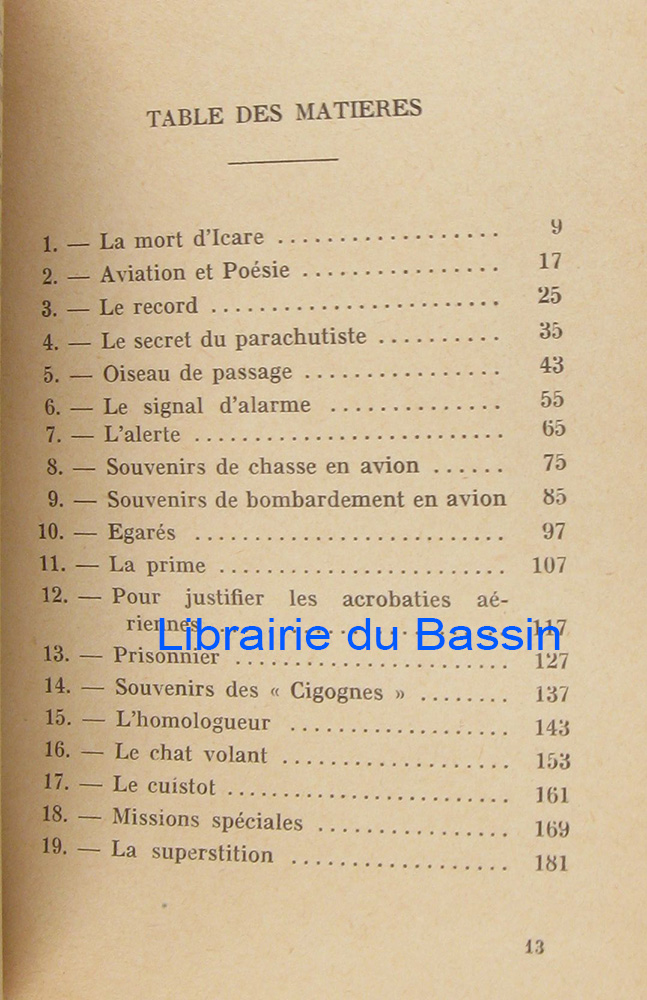 TABLE DES MATIERES
1. — La mort d'Icare .................. 9
2. — Aviation et Poésie ................ 17
3. — Le record ........................ 25
4. — Le secret du parachutiste .......... 35
5. — Oiseau de passage ................ 43
6. — Le signal d'alarme .............. 55
7. — L'alerte .......................... 65
8. — Souvenirs de chasse en avion ...... 75
9. — Souvenirs de bombardement en avion 85
10. — Egarés .......................... 97
11. — La prime ...................... 107
12. — Pour justifier les acrobaties aé-
riennes ........................ 117
Librairie du Bassin
13. — Prisonnier ...................... 127
14. — Souvenirs des « Cigognes » ........ 137
15. — L'homologueur .................. 143
16. — Le chat volant .................. 153
17. — Le cuistot ........................ 161
18. — Missions spéciales ................ 169
19. — La superstition .................. 181
13